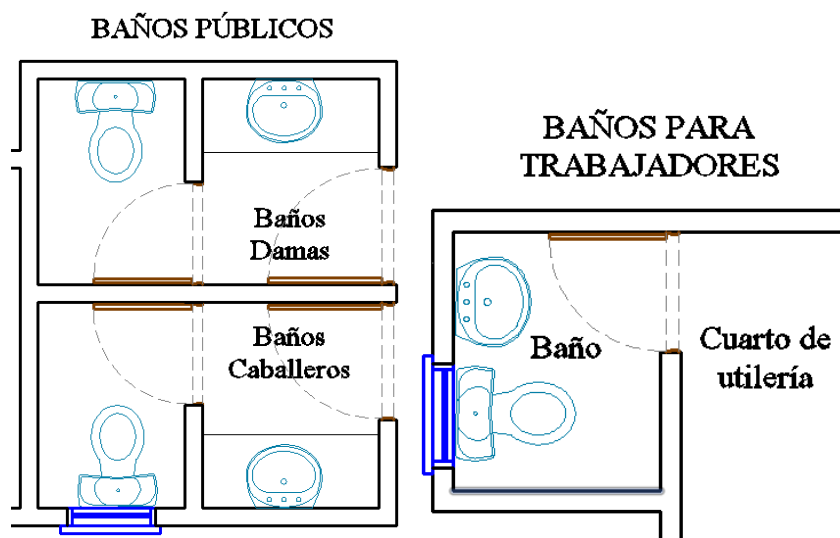 BAÑOS PÚBLICOS
Baños
Damas
Baños
Caballeros
BAÑOS PARA
TRABAJADORES
Baño
Cuarto de
utilería